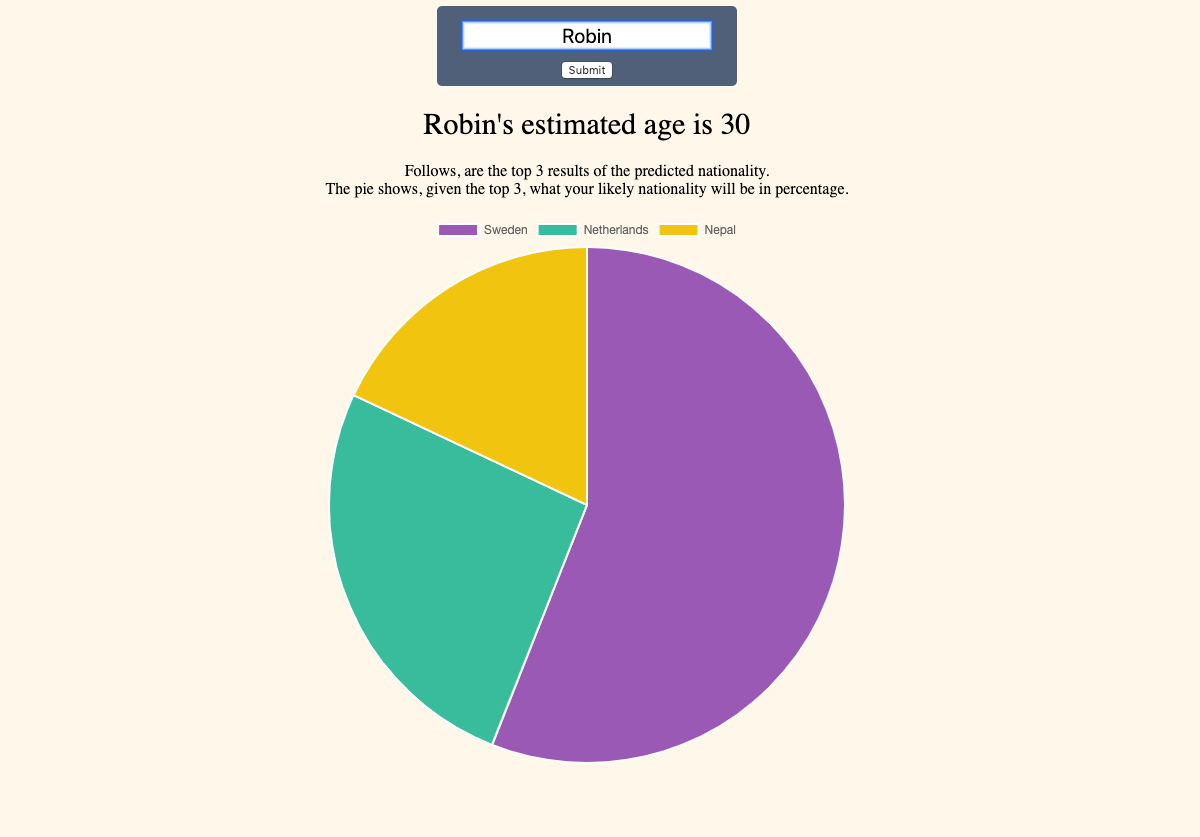 Robin
Submit
Robin's estimated age is 30
Follows, are the top 3 results of the predicted nationality.
The pie shows, given the top 3, what your likely nationality will be in percentage.
Sweden Netherlands Nepal